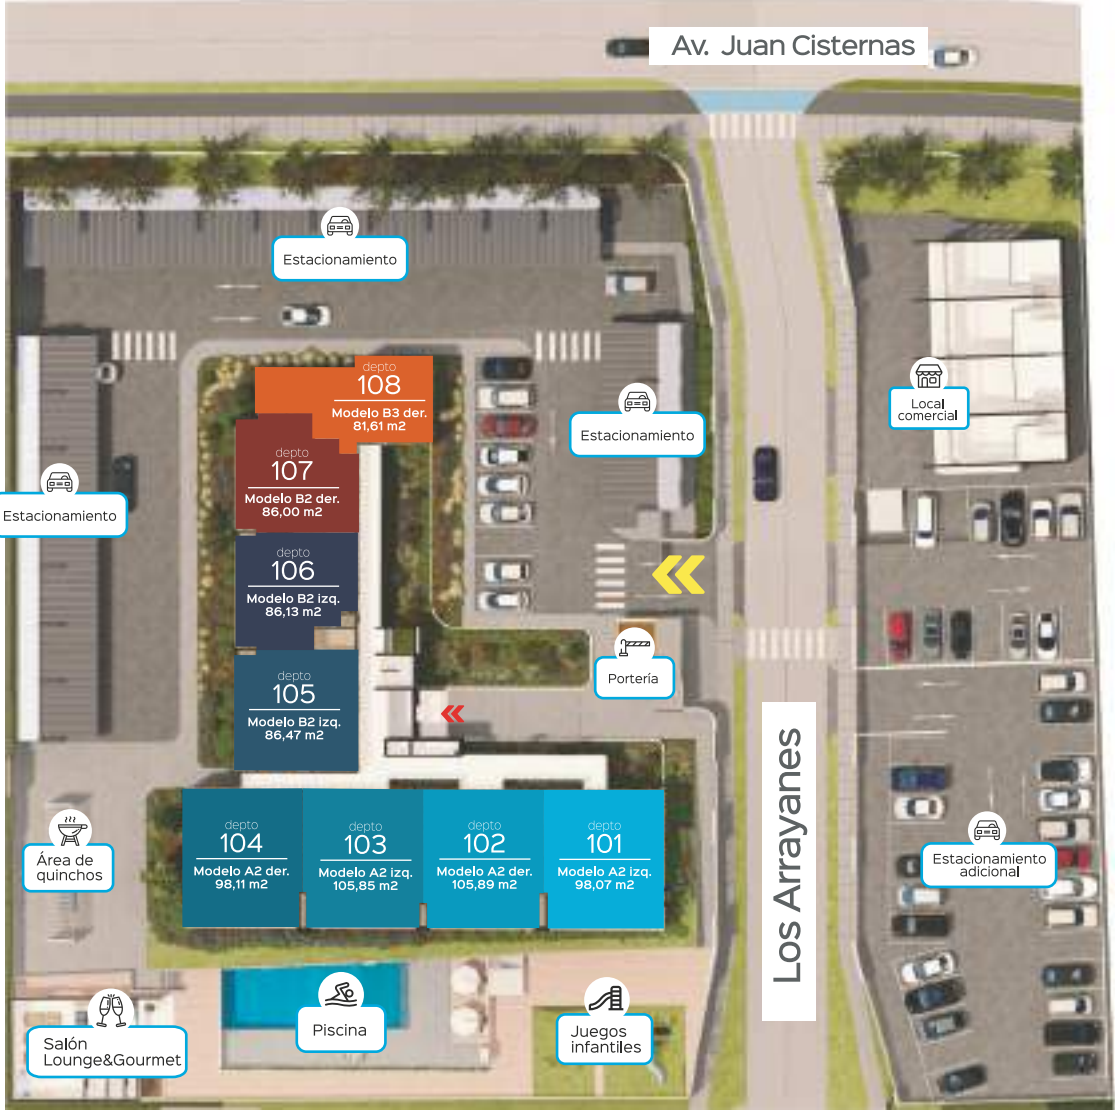 Av. Juan Cisternas
Estacionamiento
depto
108
Modelo B3 der.
81,61 m2
Estacionamiento
Local
comercial
depto
107
Modelo B2 der.
86,00 m2
Estacionamiento
depto
106
Modelo B2 izq.
86,13 m2
Portería
depto
105
Modelo B2 izq.
86,47 m2
Los Arrayanes
depto
104
Modelo A2 der.
98,11 m2
depto
103
Modelo A2 izq.
105,85 m2
depto
102
Modelo A2 der.
105,89 m2
depto
101
Modelo A2 izq.
98,07 m2
Área de
quinchos
Estacionamiento
adicional
Salón
Lounge&Gourmet
Piscina
Juegos
infantiles